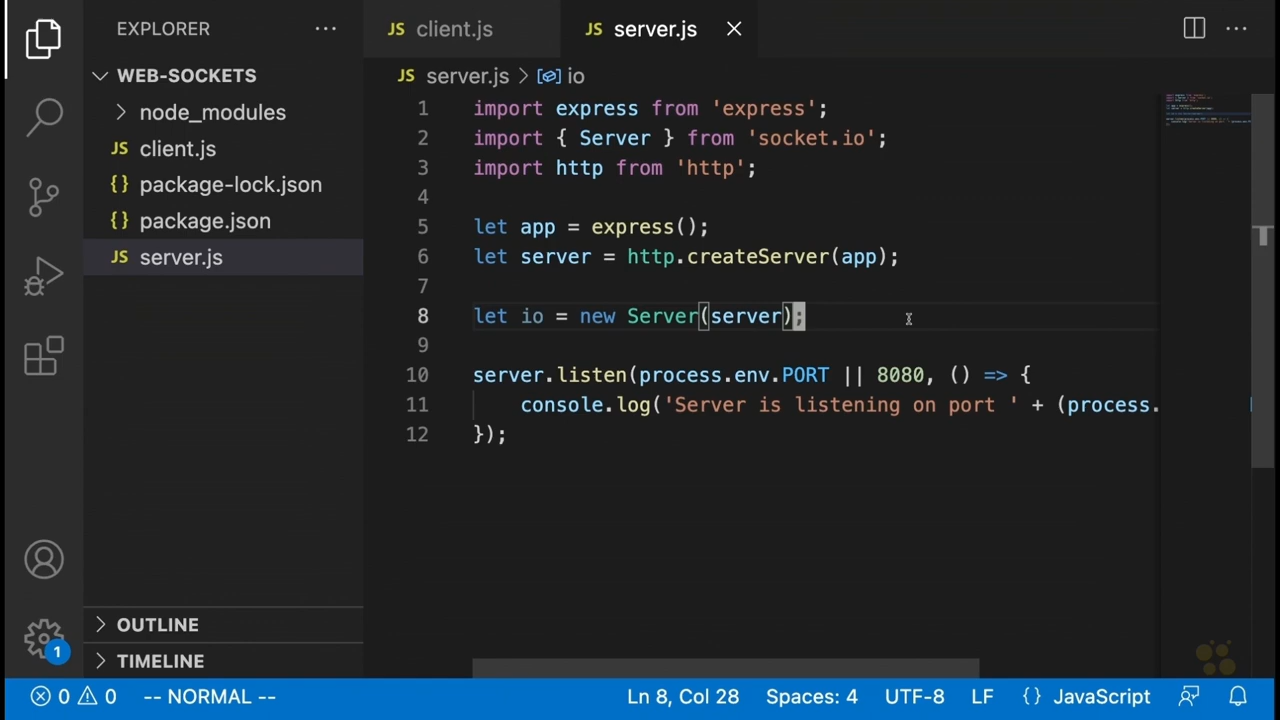 EXPLORER ...
WEB-SOCKETS
node_modules
JS client.js
{} package-lock.json
{} package.json
JS server.js
OUTLINE
TIMELINE
JS client.js
JS server.js
JS server.js > io
1 import express from 'express';
2 import { Server } from 'socket.io';
3 import http from 'http';
4
5 let app = express();
6 let server = http.createServer(app);
7
8 let io = new Server(server);
9
10 server.listen(process.env.PORT || 8080, () => {
11 console.log('Server is listening on port ' + (process.
12 });
1
0 0 -- NORMAL -- Ln 8, Col 28 Spaces: 4 UTF-8 LF {} JavaScript